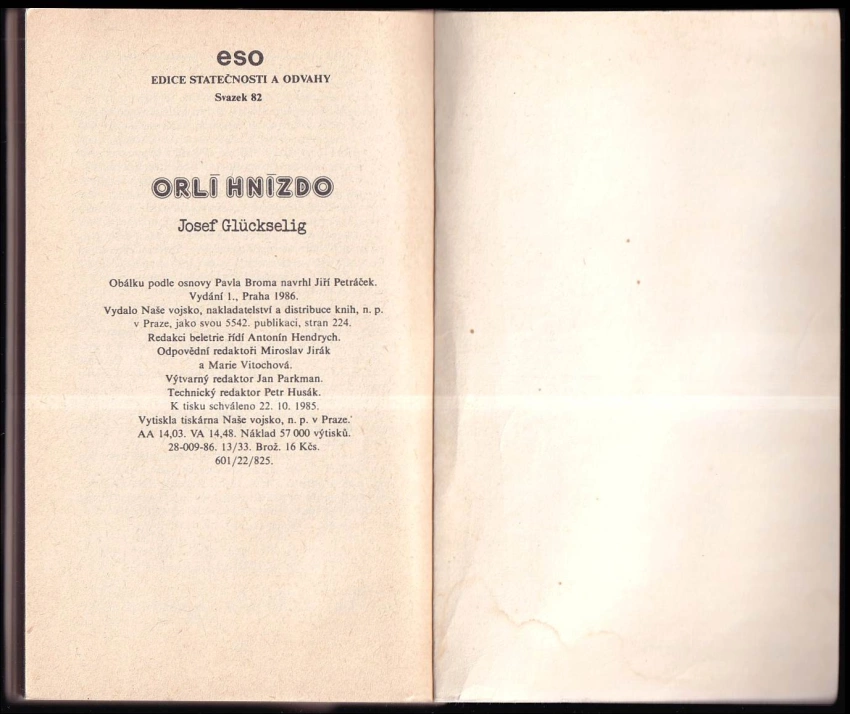 eso
EDICE STATEČNOSTI A ODVAHY
Svazek 82
ORLÍ HNÍZDO
Josef Glückselig
Obálku podle osnovy Pavla Broma navrhl Jiří Petráček.
Vydání 1., Praha 1986.
Vydalo Naše vojsko, nakladatelství a distribuce knih, n. p.
v Praze, jako svou 5542. publikaci, stran 224.
Redakci beletrie řídí Antonín Hendrych.
Odpovědní redaktoři Miroslav Jirák
a Marie Vitochová.
Výtvarný redaktor Jan Parkman.
Technický redaktor Petr Husák.
K tisku schváleno 22. 10. 1985.
Vytiskla tiskárna Naše vojsko, n. p. v Praze.
AA 14,03. VA 14,48. Náklad 57 000 výtisků.
28-009-86. 13/33. Brož. 16 Kčs.
601/22/825.